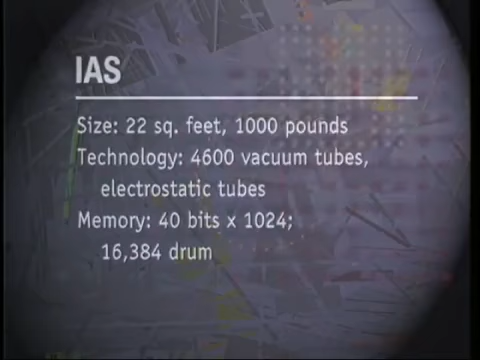 IAS
Size: 22 sq. feet, 1000 pounds
Technology: 4600 vacuum tubes,
electrostatic tubes
Memory: 40 bits x 1024;
16,384 drum